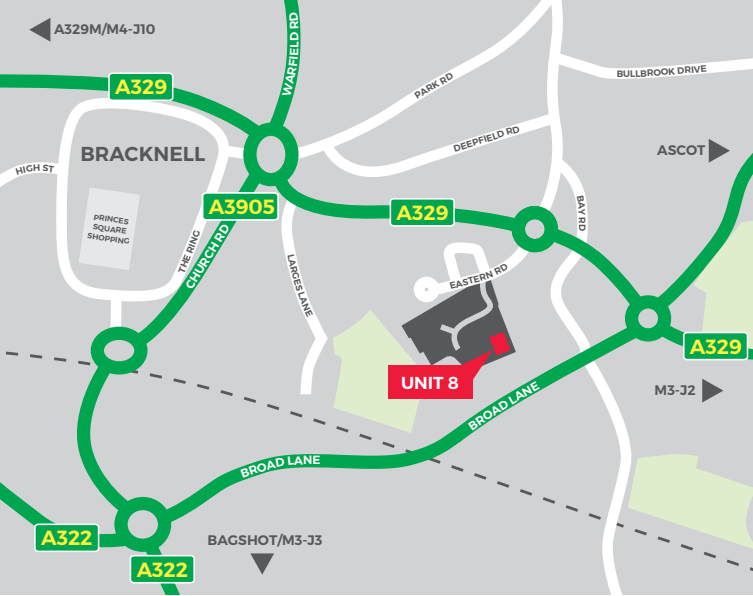 A329M/M4-J10
WARFIELD RD
A329
PARK RD
BULLBROOK DRIVE
DEEPFIELD RD
BRACKNELL
ASCOT
HIGH ST
A3905
A329
BAY RD
PRINCES
SQUARE
SHOPPING
THE RING
CHURCH RD
LARGES LANE
EASTERN RD
A329
UNIT 8
M3-J2
BROAD LANE
BROAD LANE
A322
BAGSHOT/M3-J3
A322